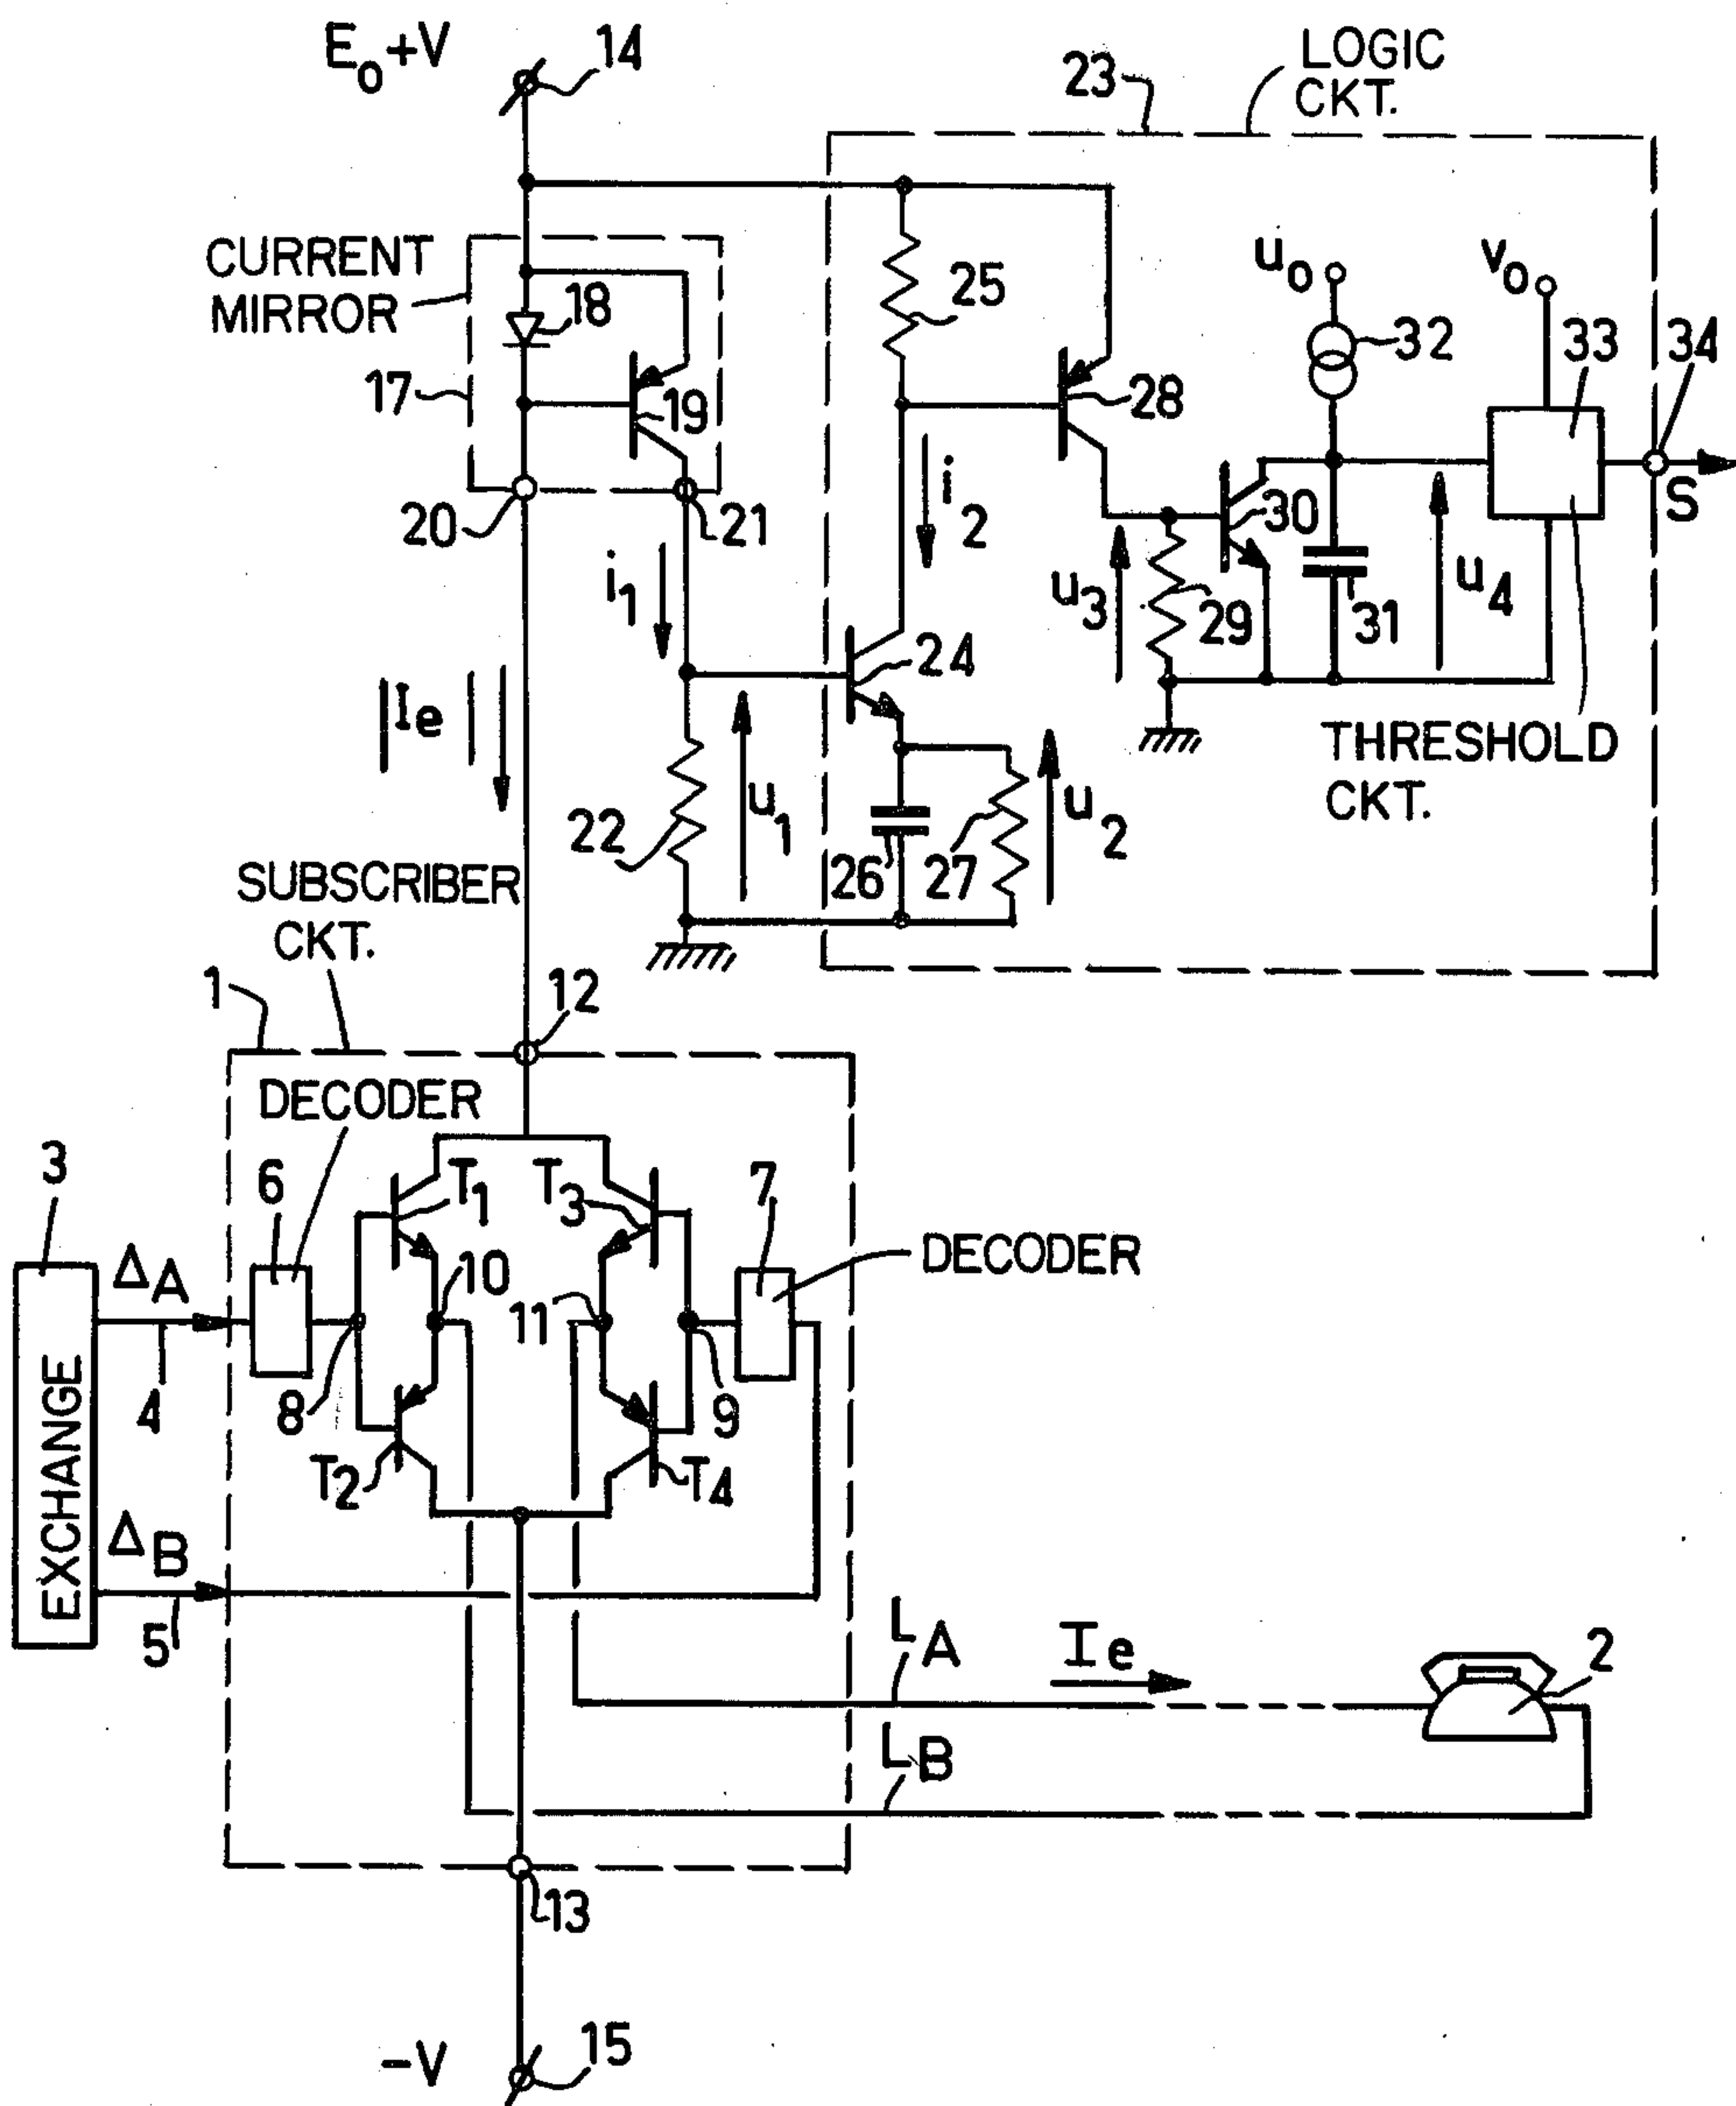 E₀+V
14
23
LOGIC
CKT.
CURRENT
MIRROR
18
25
u₀
v₀
32
33
34
17
19
28
20
21
i₂
30
S
i₁
u₃
29
31
u₄
24
|Ie|
THRESHOLD
CKT.
22
u₁
26
27
u₂
SUBSCRIBER
CKT.
1
12
DECODER
3
6
T₁
T₃
7
ΔA
10
DECODER
11
4
8
9
EXCHANGE
T₂
T₄
ΔB
5
LA
Ie
2
LB
13
-V
15